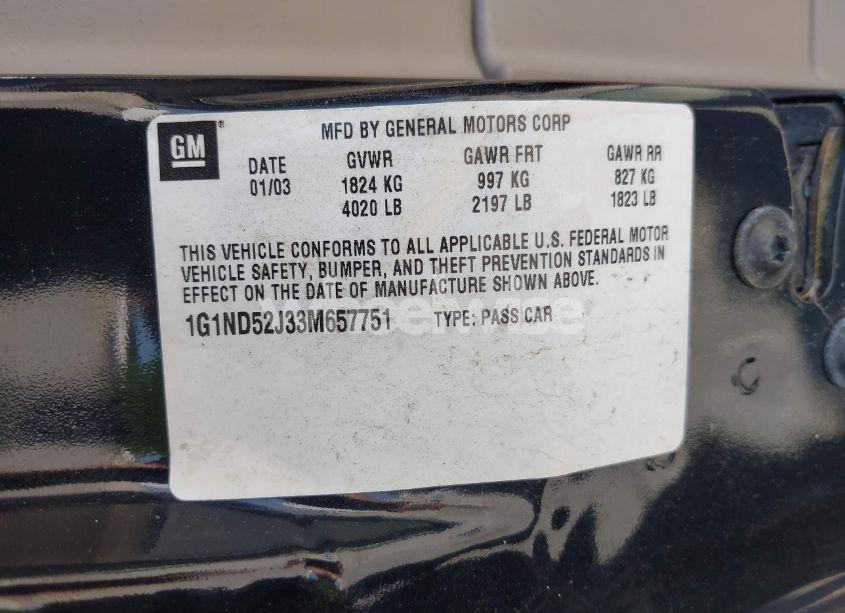 GM
MFD BY GENERAL MOTORS CORP
DATE GVWR GAWR FRT GAWR RR
01/03 1824 KG 997 KG 827 KG
4020 LB 2197 LB 1823 LB
THIS VEHICLE CONFORMS TO ALL APPLICABLE U.S. FEDERAL MOTOR
VEHICLE SAFETY, BUMPER, AND THEFT PREVENTION STANDARDS IN
EFFECT ON THE DATE OF MANUFACTURE SHOWN ABOVE.
1G1ND52J33M657751 TYPE: PASS CAR